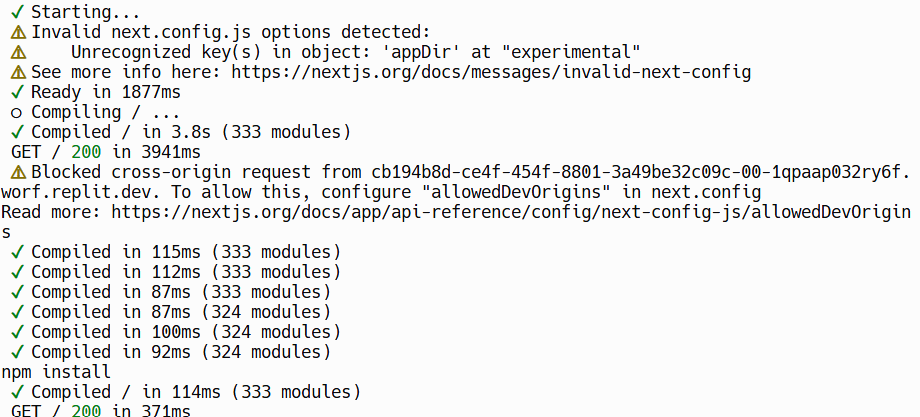 ✓ Starting...
⚠ Invalid next.config.js options detected:
⚠     Unrecognized key(s) in object: 'appDir' at "experimental"
⚠ See more info here: https://nextjs.org/docs/messages/invalid-next-config
✓ Ready in 1877ms
○ Compiling / ...
✓ Compiled / in 3.8s (333 modules)
GET / 200 in 3941ms
⚠ Blocked cross-origin request from cb194b8d-ce4f-454f-8801-3a49be32c09c-00-1qpaap032ry6f.
worf.replit.dev. To allow this, configure "allowedDevOrigins" in next.config
Read more: https://nextjs.org/docs/app/api-reference/config/next-config-js/allowedDevOrigin
s
✓ Compiled in 115ms (333 modules)
✓ Compiled in 112ms (333 modules)
✓ Compiled in 87ms (333 modules)
✓ Compiled in 87ms (324 modules)
✓ Compiled in 100ms (324 modules)
✓ Compiled in 92ms (324 modules)
npm install
✓ Compiled / in 114ms (333 modules)
GET / 200 in 371ms